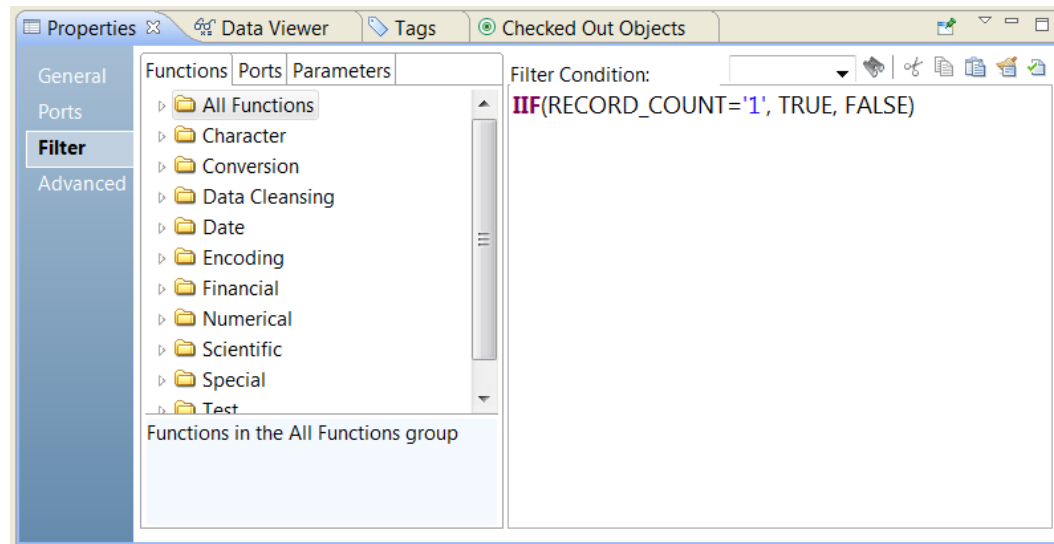 Properties Data Viewer Tags Checked Out Objects
General
Ports
Filter
Advanced
Functions Ports Parameters
All Functions
Character
Conversion
Data Cleansing
Date
Encoding
Financial
Numerical
Scientific
Special
Test
Functions in the All Functions group
Filter Condition:
IIF(RECORD_COUNT='1', TRUE, FALSE)